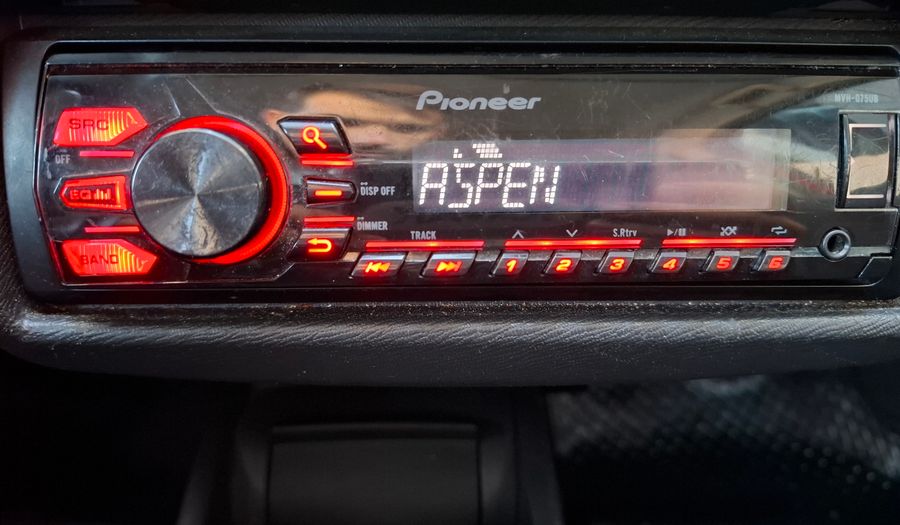 Pioneer
MVH-075UB
SRC
OFF
EQ
BAND
DISP OFF
DIMMER
ASPEN
TRACK
S.Rtrv
1 2 3 4 5 6